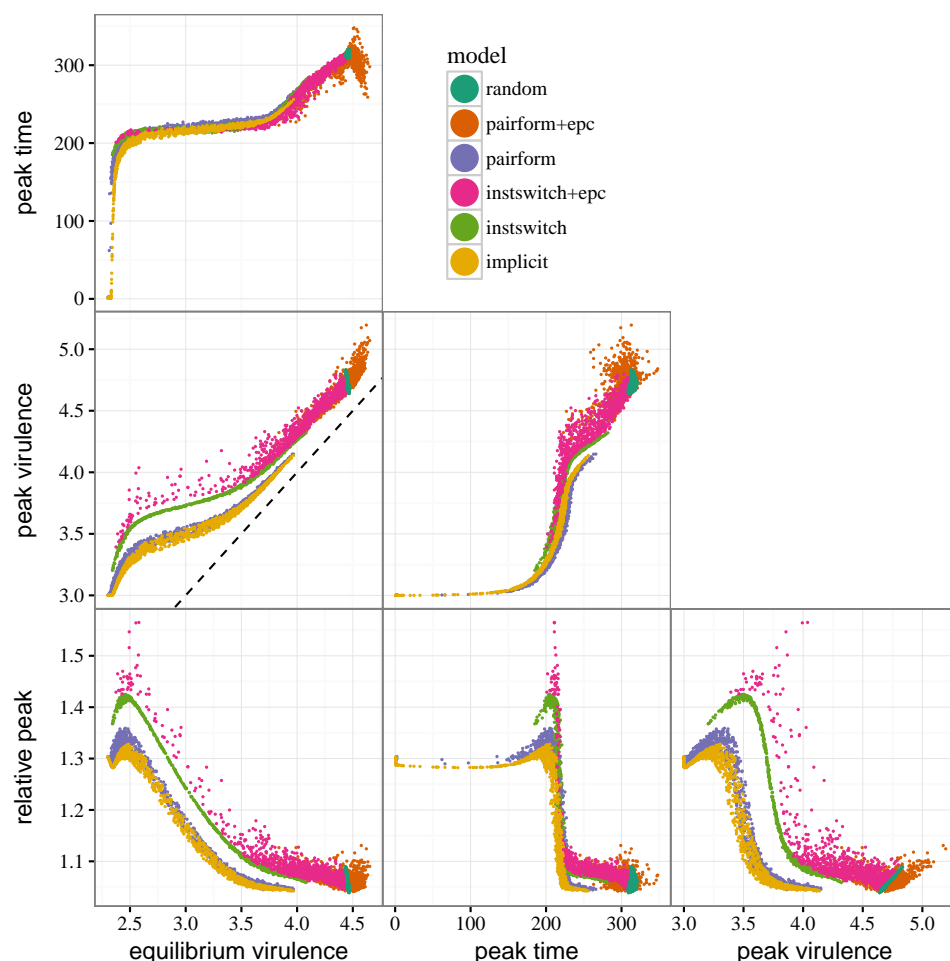 peak time
300
200
100
0
model
random
pairform+epc
pairform
instswitch+epc
instswitch
implicit
peak virulence
5.0
4.5
4.0
3.5
3.0
relative peak
1.5
1.4
1.3
1.2
1.1
2.5 3.0 3.5 4.0 4.5
0 100 200 300
3.0 3.5 4.0 4.5 5.0
equilibrium virulence
peak time
peak virulence